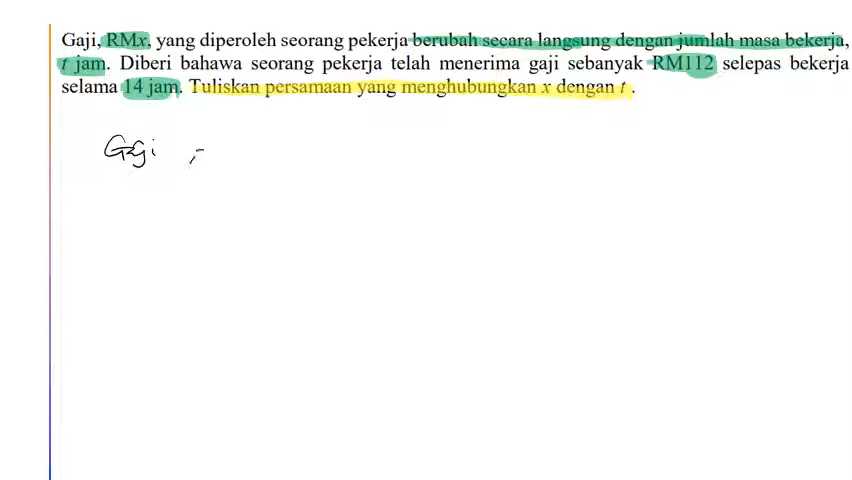 Gaji, RMx, yang diperoleh seorang pekerja berubah secara langsung dengan jumlah masa bekerja,
t jam. Diberi bahawa seorang pekerja telah menerima gaji sebanyak RM112 selepas bekerja
selama 14 jam. Tuliskan persamaan yang menghubungkan x dengan t .
Gaji